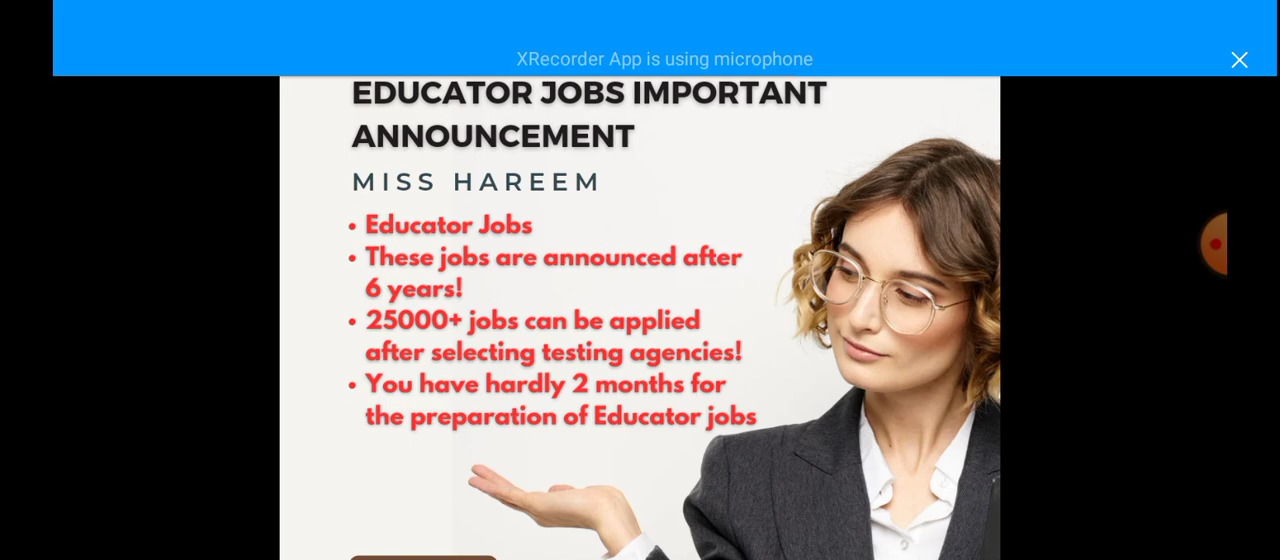 XRecorder App is using microphone
EDUCATOR JOBS IMPORTANT
ANNOUNCEMENT
MISS HAREEM
• Educator Jobs
• These jobs are announced after
6 years!
• 25000+ jobs can be applied
after selecting testing agencies!
• You have hardly 2 months for
the preparation of Educator jobs